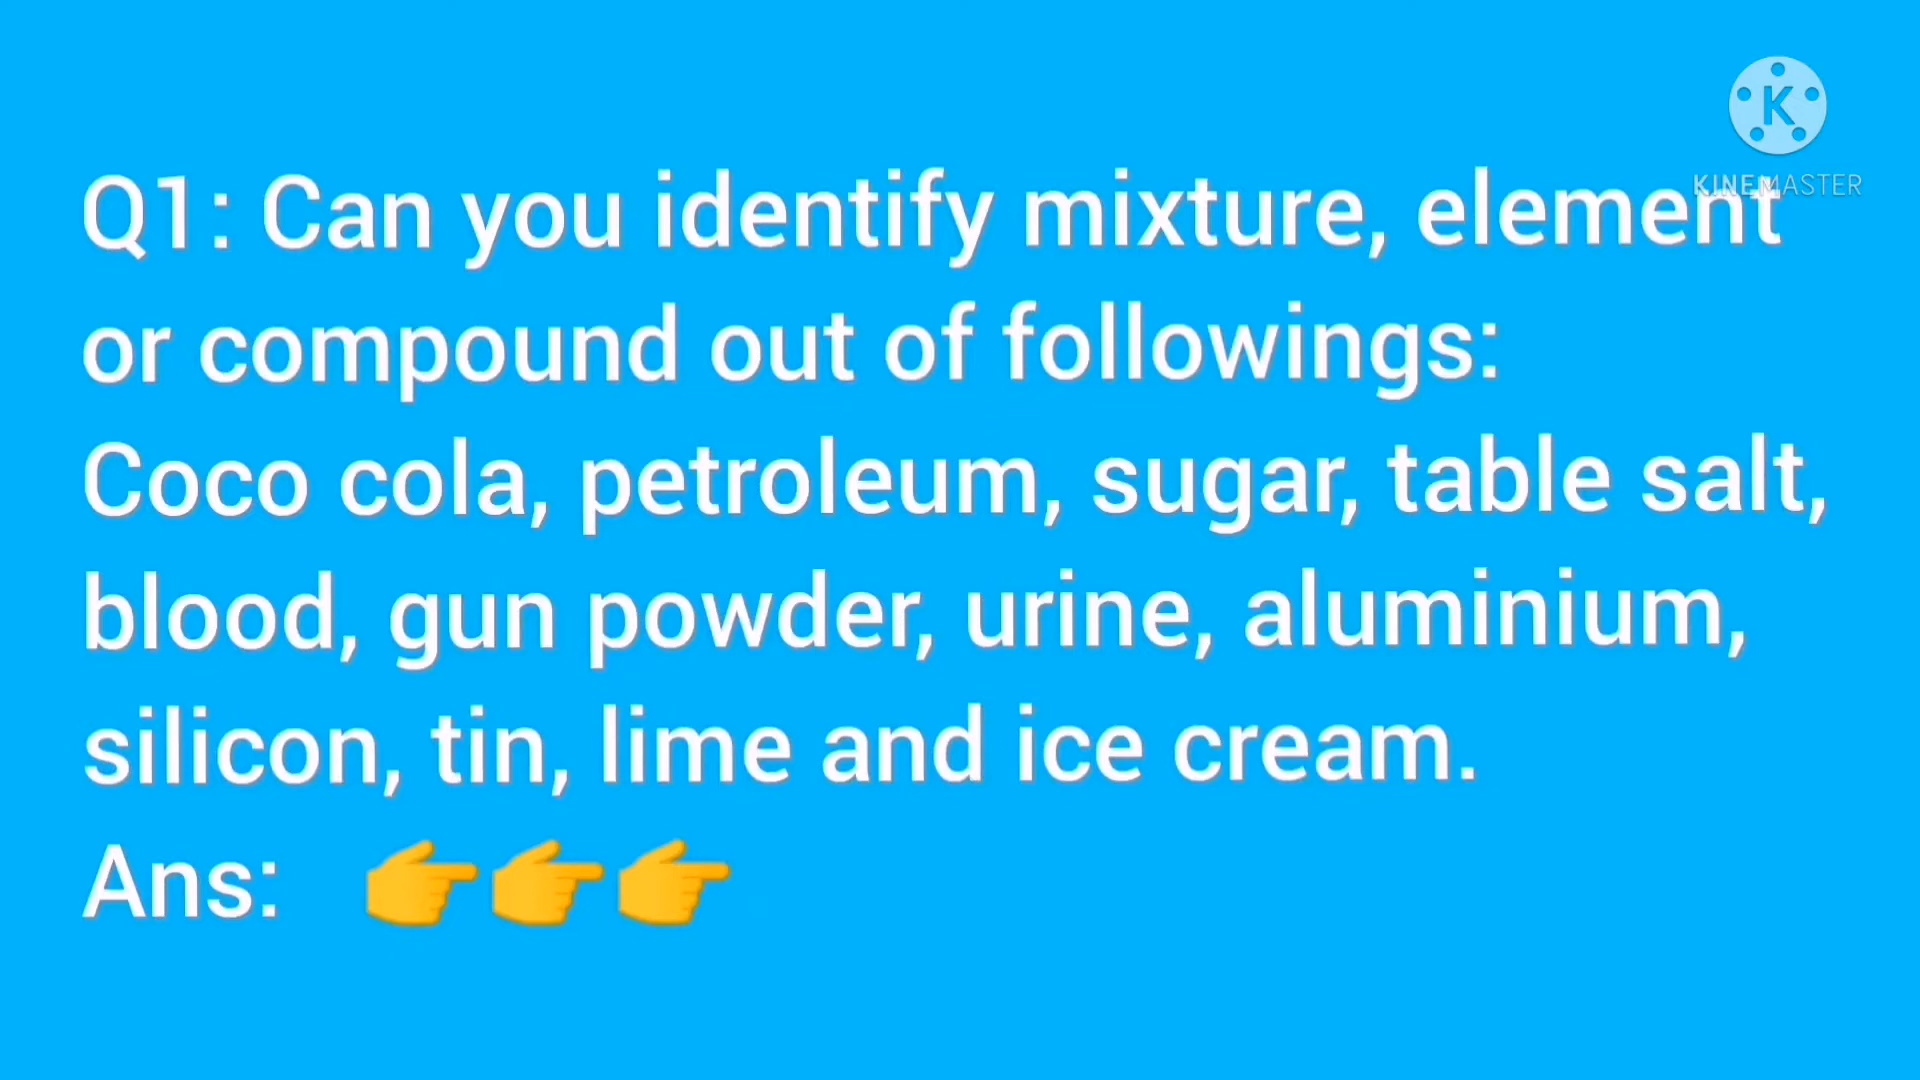 K
KINEMASTER
Q1: Can you identify mixture, element
or compound out of followings:
Coco cola, petroleum, sugar, table salt,
blood, gun powder, urine, aluminium,
silicon, tin, lime and ice cream.
Ans: 👉👉👉